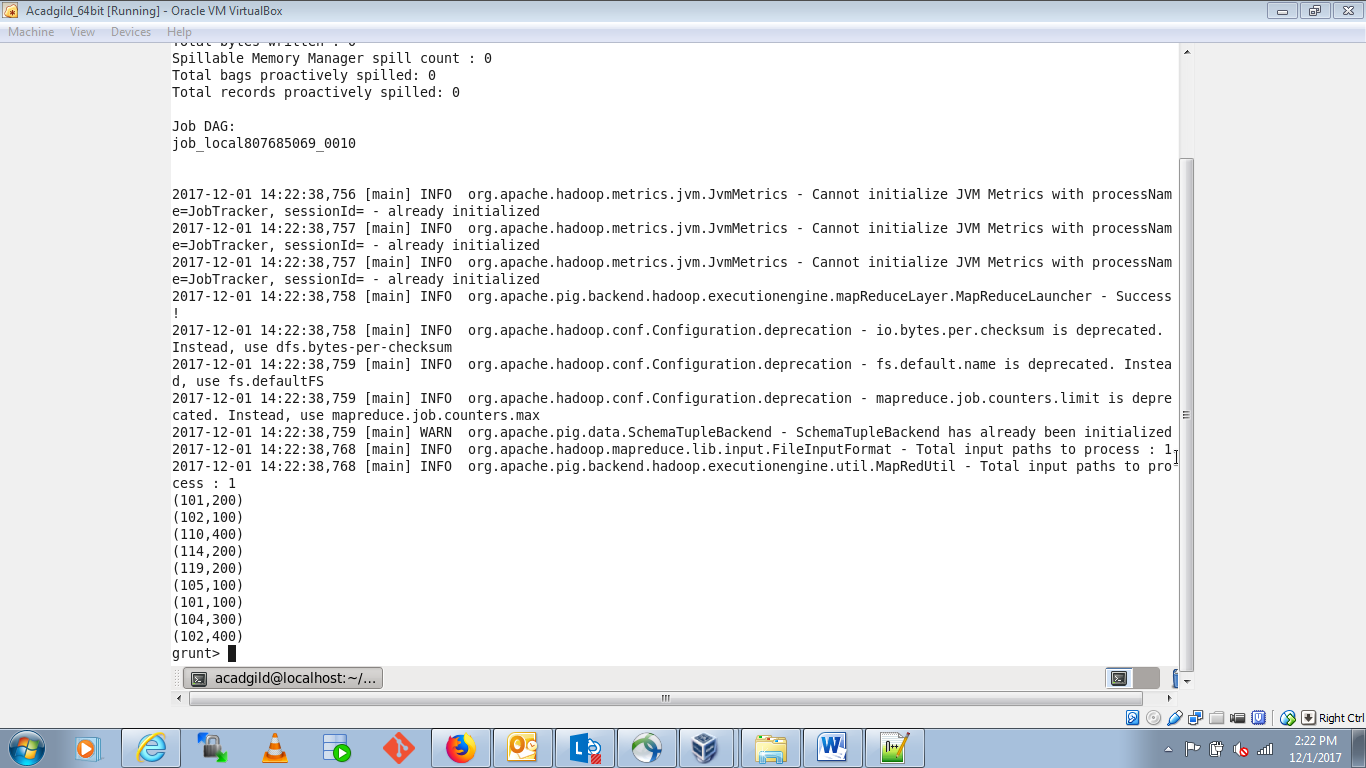 Acadgild_64bit [Running] - Oracle VM VirtualBox
Machine View Devices Help
Total bytes written : 0
Spillable Memory Manager spill count : 0
Total bags proactively spilled: 0
Total records proactively spilled: 0
Job DAG:
job_local807685069_0010
2017-12-01 14:22:38,756 [main] INFO  org.apache.hadoop.metrics.jvm.JvmMetrics - Cannot initialize JVM Metrics with processNam
e=JobTracker, sessionId= - already initialized
2017-12-01 14:22:38,757 [main] INFO  org.apache.hadoop.metrics.jvm.JvmMetrics - Cannot initialize JVM Metrics with processNam
e=JobTracker, sessionId= - already initialized
2017-12-01 14:22:38,757 [main] INFO  org.apache.hadoop.metrics.jvm.JvmMetrics - Cannot initialize JVM Metrics with processNam
e=JobTracker, sessionId= - already initialized
2017-12-01 14:22:38,758 [main] INFO  org.apache.pig.backend.hadoop.executionengine.mapReduceLayer.MapReduceLauncher - Success
!
2017-12-01 14:22:38,758 [main] INFO  org.apache.hadoop.conf.Configuration.deprecation - io.bytes.per.checksum is deprecated.
Instead, use dfs.bytes-per-checksum
2017-12-01 14:22:38,759 [main] INFO  org.apache.hadoop.conf.Configuration.deprecation - fs.default.name is deprecated. Instea
d, use fs.defaultFS
2017-12-01 14:22:38,759 [main] INFO  org.apache.hadoop.conf.Configuration.deprecation - mapreduce.job.counters.limit is depre
cated. Instead, use mapreduce.job.counters.max
2017-12-01 14:22:38,759 [main] WARN  org.apache.pig.data.SchemaTupleBackend - SchemaTupleBackend has already been initialized
2017-12-01 14:22:38,768 [main] INFO  org.apache.hadoop.mapreduce.lib.input.FileInputFormat - Total input paths to process : 1
2017-12-01 14:22:38,768 [main] INFO  org.apache.pig.backend.hadoop.executionengine.util.MapRedUtil - Total input paths to pro
cess : 1
(101,200)
(102,100)
(110,400)
(114,200)
(119,200)
(105,100)
(101,100)
(104,300)
(102,400)
grunt>
acadgild@localhost:~/...
Right Ctrl
2:22 PM
12/1/2017